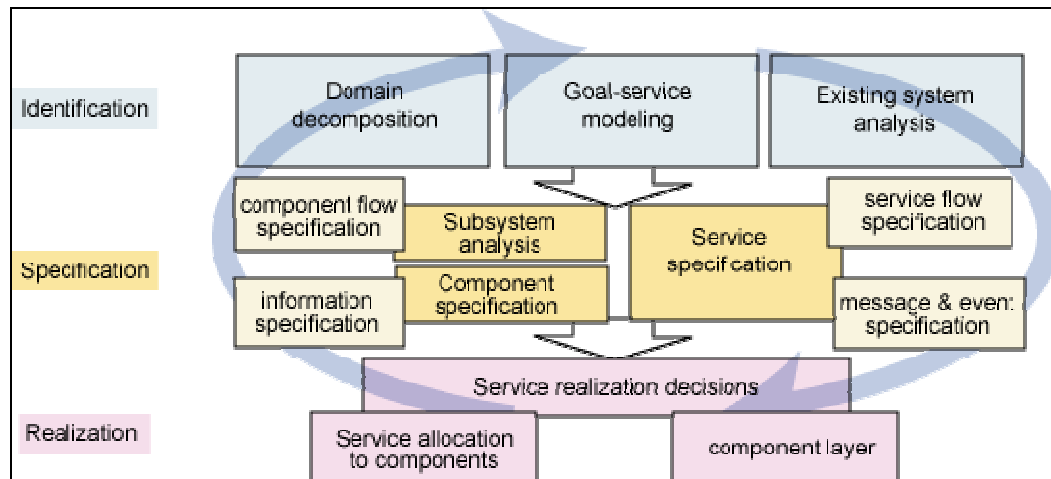 Identification
Domain
decomposition
Goal-service
modeling
Existing system
analysis
component flow
specification
Subsystem
analysis
Service
specification
service flow
specification
Specification
information
specification
Component
specification
message & event
specification
Service realization decisions
Realization
Service allocation
to components
component layer